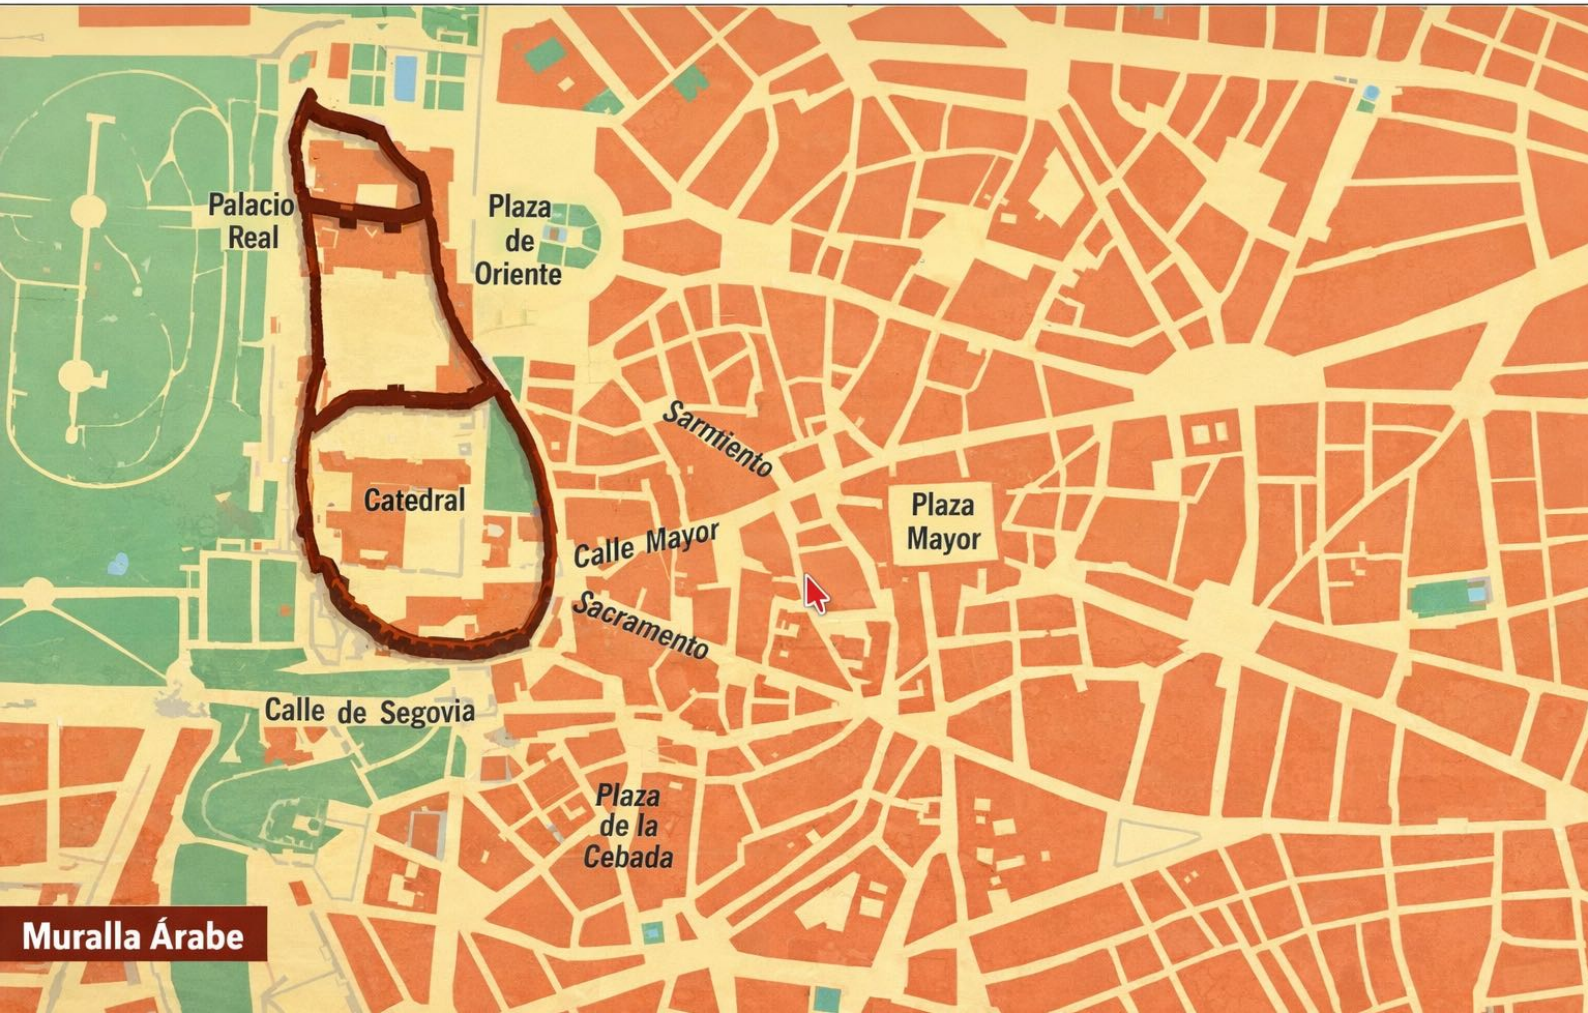 Palacio
Real
Plaza
de
Oriente
Sarmiento
Catedral
Plaza
Mayor
Calle Mayor
Sacramento
Calle de Segovia
Plaza
de la
Cebada
Muralla Árabe